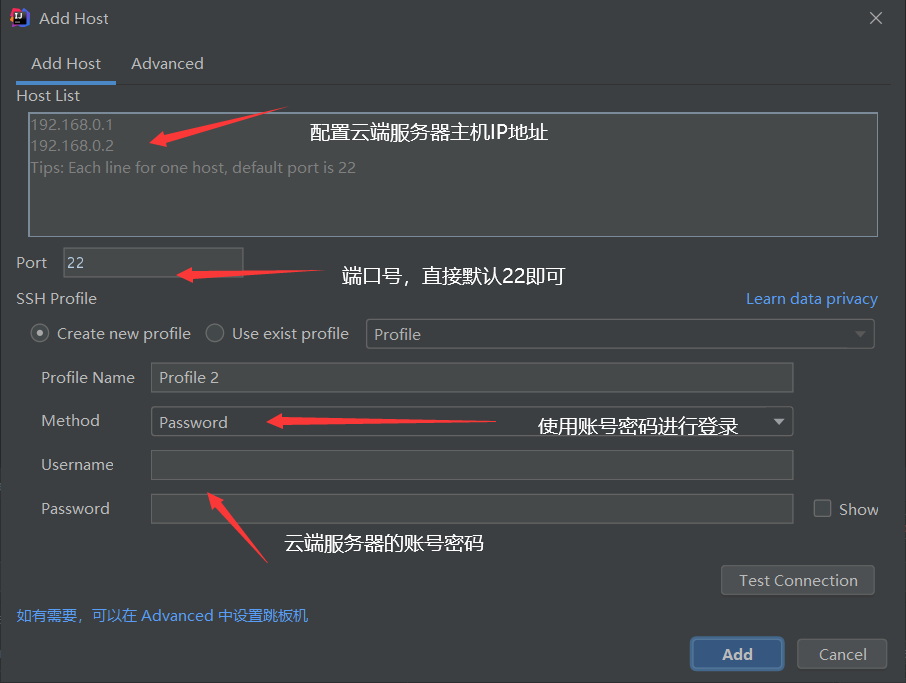 Add Host
Add Host Advanced
Host List
192.168.0.1
配置云端服务器主机IP地址
192.168.0.2
Tips: Each line for one host, default port is 22
Port 22
端口号，直接默认22即可
SSH Profile Learn data privacy
Create new profile Use exist profile Profile
Profile Name Profile 2
Method Password 使用账号密码进行登录
Username
Password Show
云端服务器的账号密码
Test Connection
如有需要，可以在 Advanced 中设置跳板机
Add Cancel